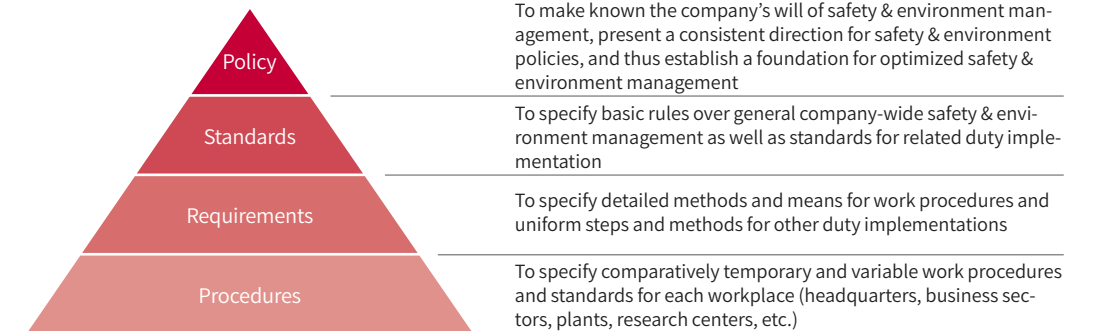 Policy
To make known the company's will of safety & environment man-
agement, present a consistent direction for safety & environment
policies, and thus establish a foundation for optimized safety &
environment management
Standards
To specify basic rules over general company-wide safety & envi-
ronment management as well as standards for related duty imple-
mentation
Requirements
To specify detailed methods and means for work procedures and
uniform steps and methods for other duty implementations
Procedures
To specify comparatively temporary and variable work procedures
and standards for each workplace (headquarters, business sec-
tors, plants, research centers, etc.)